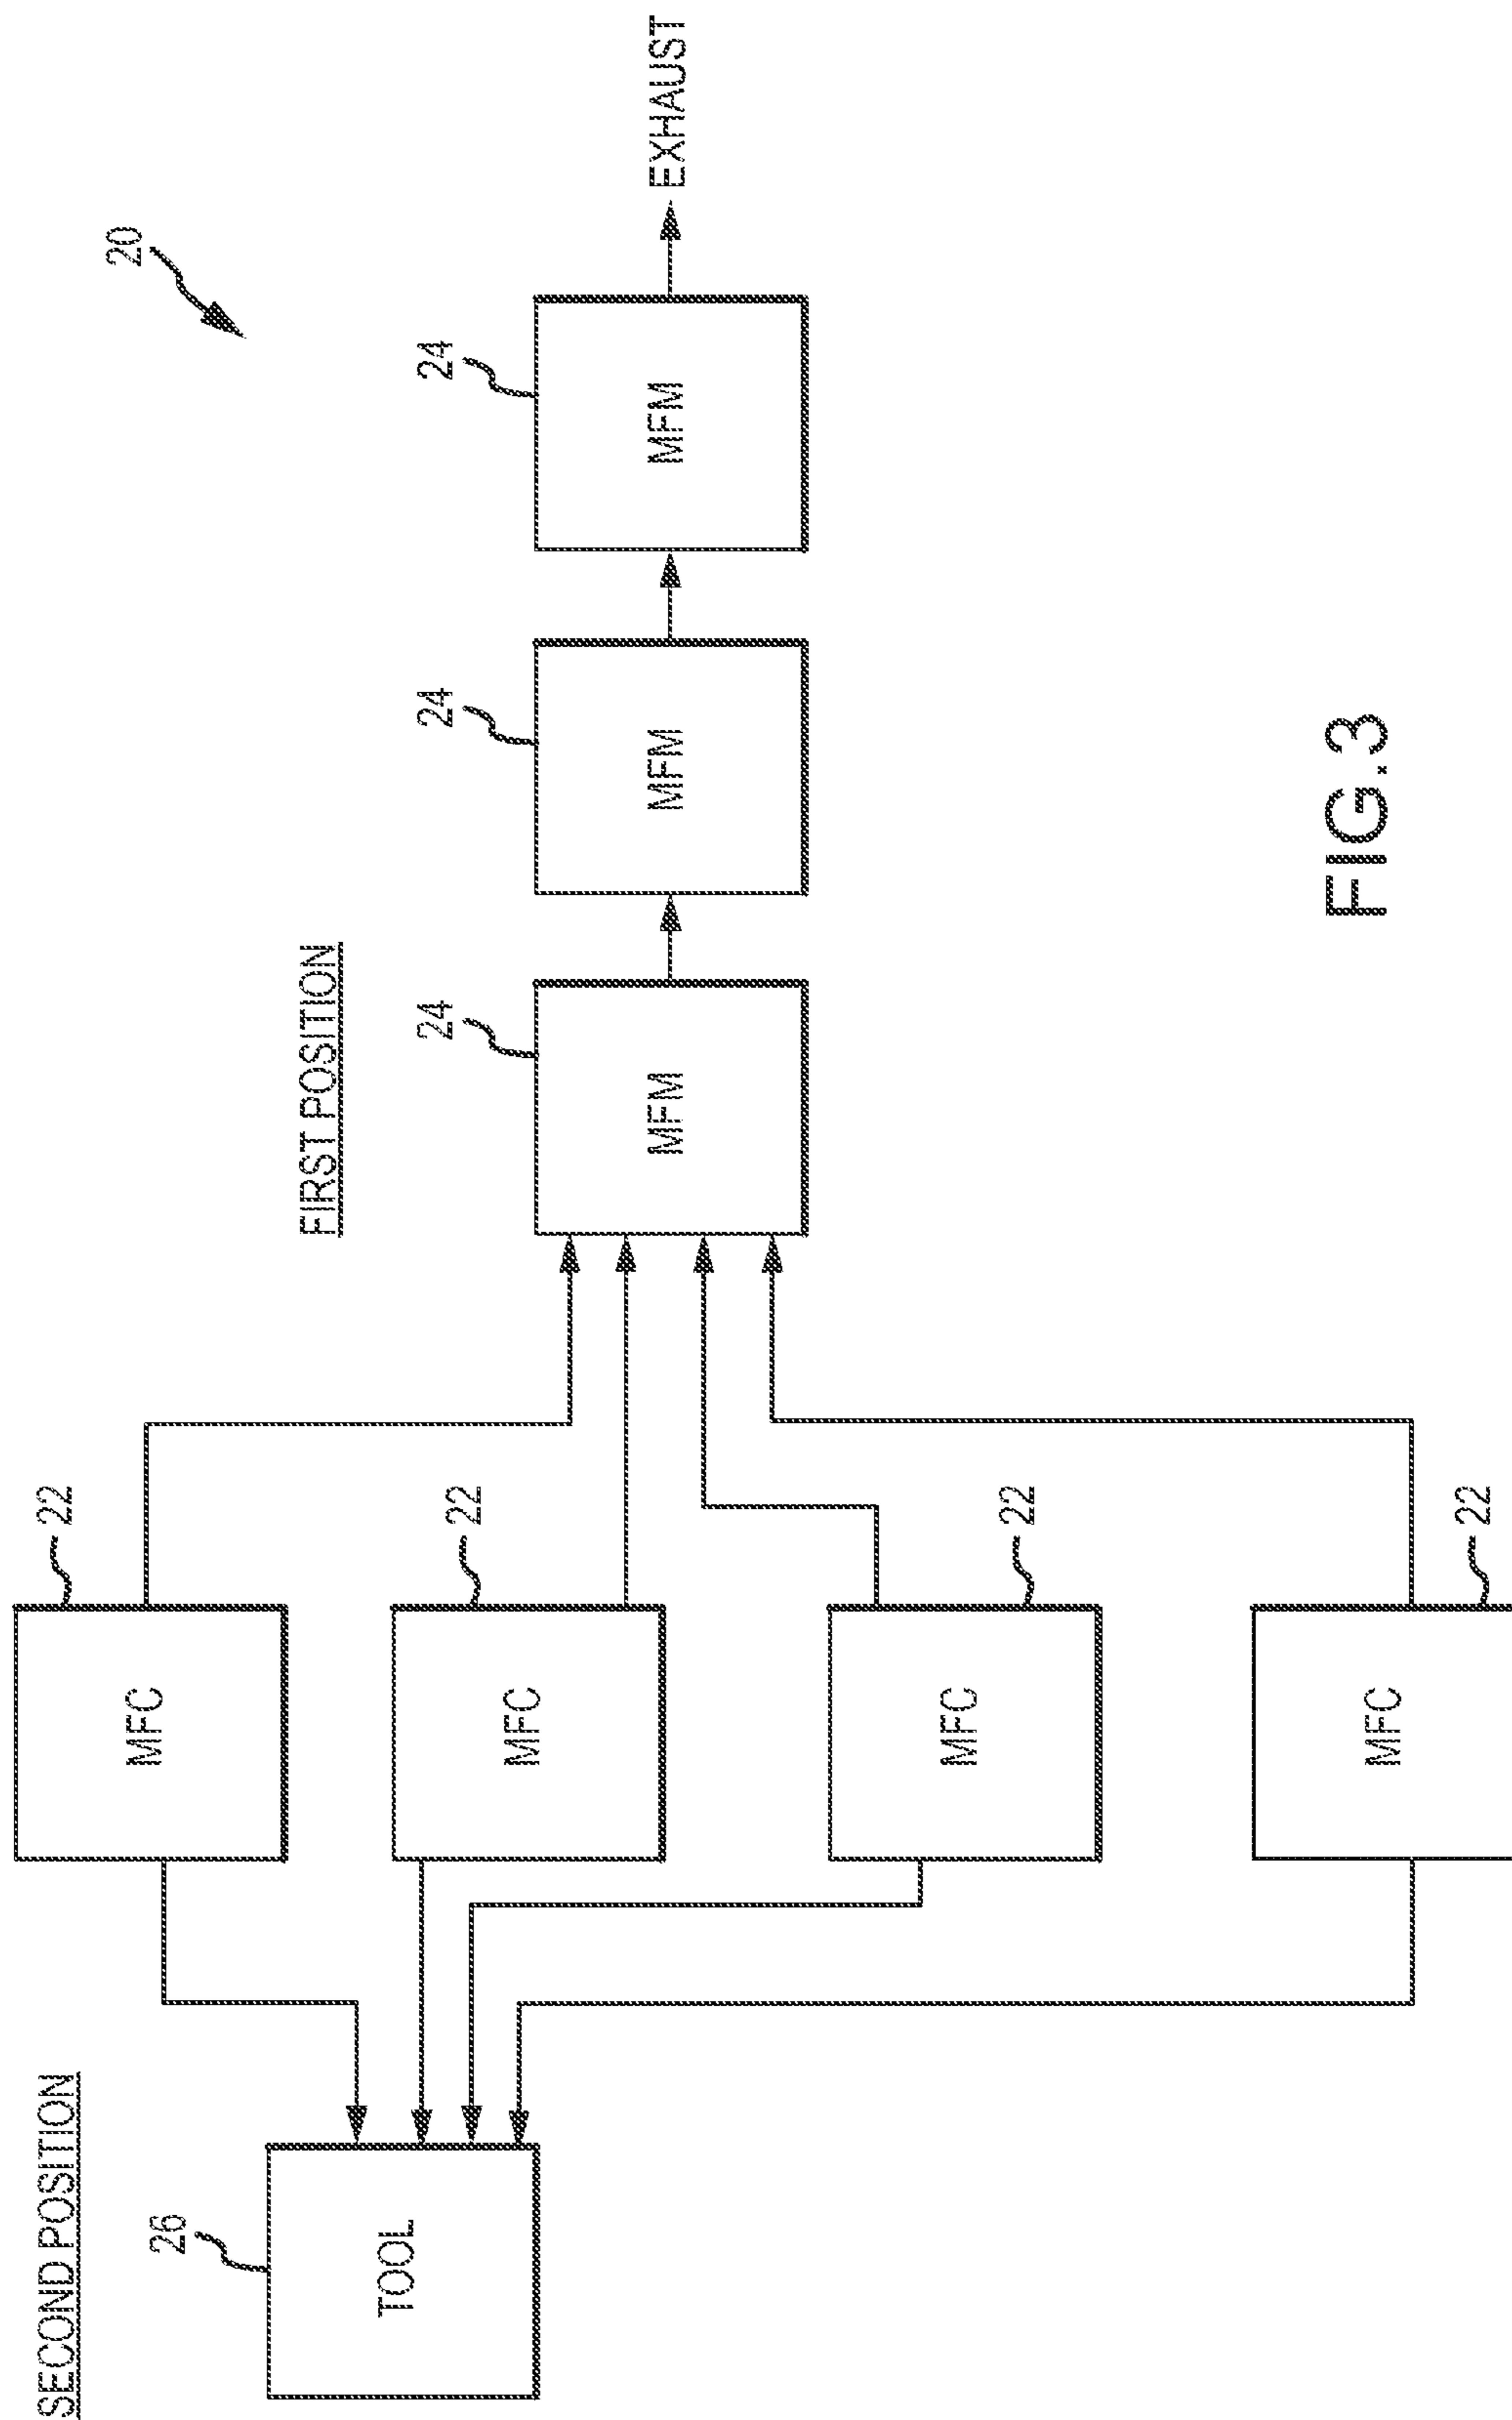 SECOND POSITION
FIRST POSITION
20
26
TOOL
22
MFC
22
MFC
22
MFC
22
MFC
24
MFM
24
MFM
24
MFM
EXHAUST
FIG.3